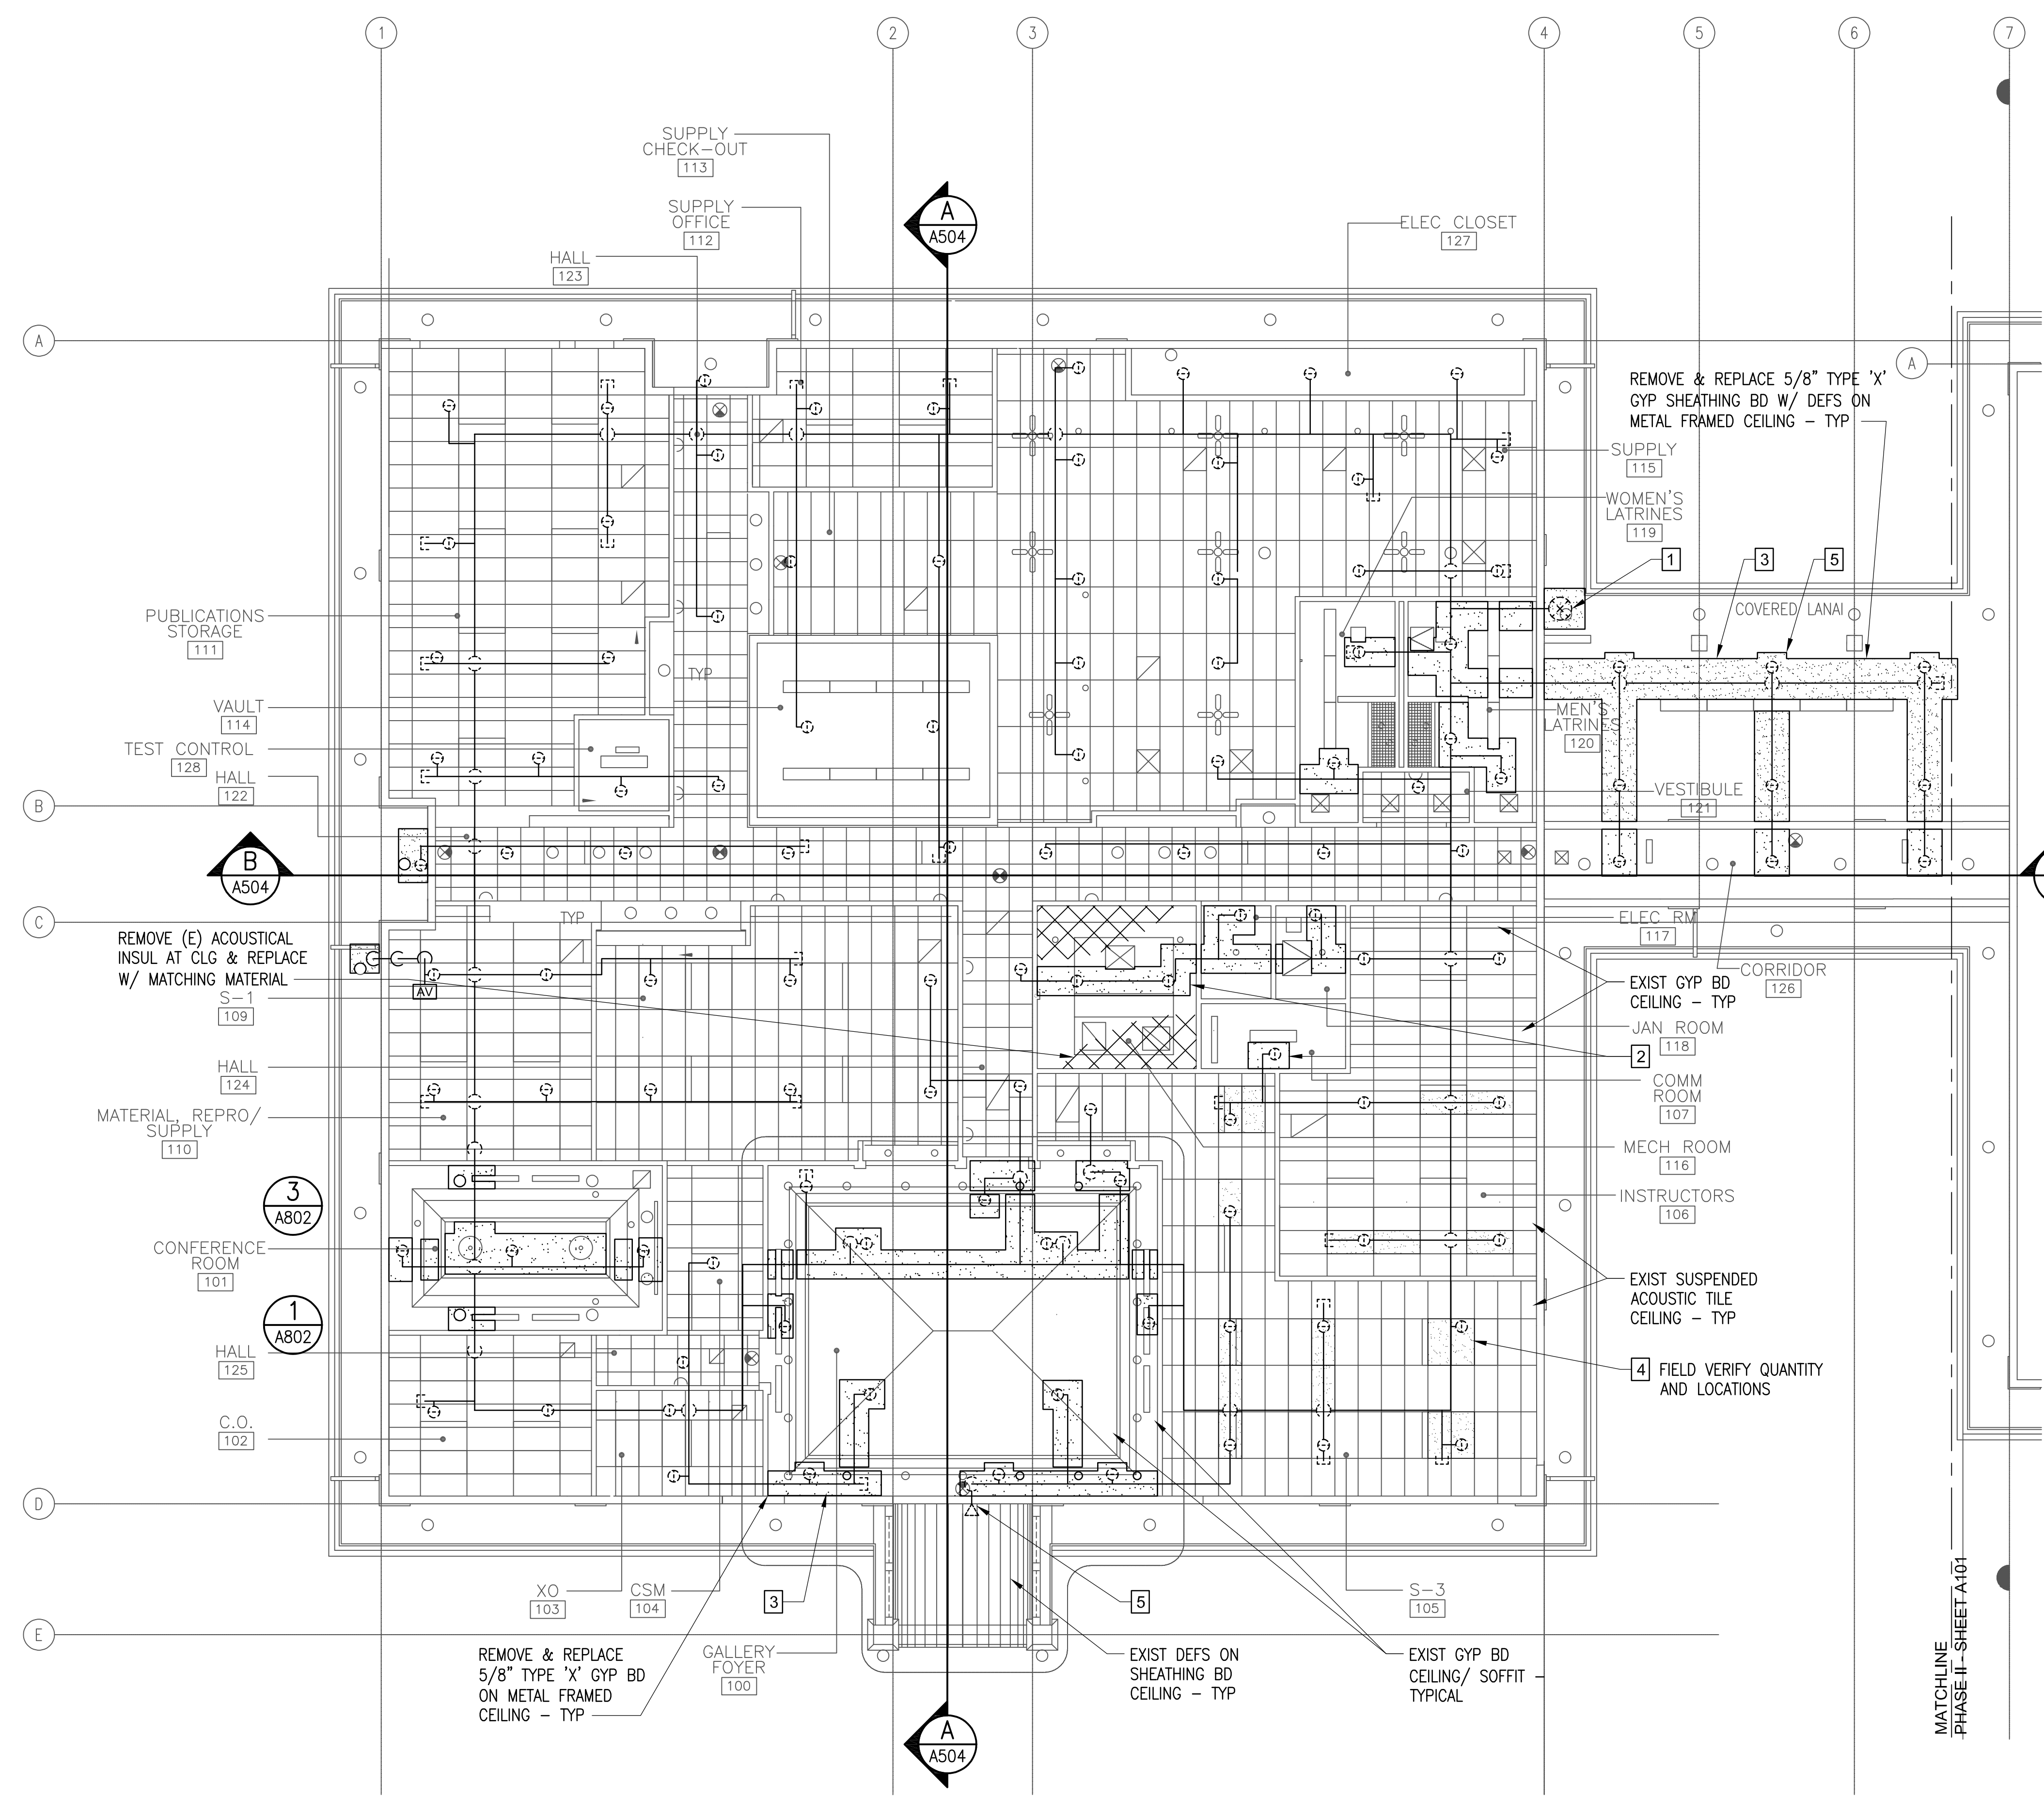 1
2
3
4
5
6
7
SUPPLY
CHECK-OUT
113
SUPPLY
OFFICE
112
HALL
123
A
A504
ELEC CLOSET
127
A
A
REMOVE & REPLACE 5/8" TYPE 'X'
GYP SHEATHING BD W/ DEFS ON
METAL FRAMED CEILING – TYP
SUPPLY
115
WOMEN'S
LATRINES
119
1
3
5
COVERED LANAI
PUBLICATIONS
STORAGE
111
TYP
VAULT
114
MEN'S
LATRINES
120
TEST CONTROL
128
HALL
122
VESTIBULE
121
B
B
A504
C
TYP
ELEC RM
117
REMOVE (E) ACOUSTICAL
INSUL AT CLG & REPLACE
W/ MATCHING MATERIAL
AV
S-1
109
CORRIDOR
126
EXIST GYP BD
CEILING – TYP
JAN ROOM
118
2
HALL
124
COMM
ROOM
107
MATERIAL, REPRO/
SUPPLY
110
MECH ROOM
116
3
A802
INSTRUCTORS
106
CONFERENCE
ROOM
101
EXIST SUSPENDED
ACOUSTIC TILE
CEILING – TYP
1
A802
HALL
125
4 FIELD VERIFY QUANTITY
AND LOCATIONS
C.O.
102
D
XO
103
CSM
104
3
5
S-3
105
E
REMOVE & REPLACE
5/8" TYPE 'X' GYP BD
ON METAL FRAMED
CEILING – TYP
GALLERY
FOYER
100
EXIST DEFS ON
SHEATHING BD
CEILING – TYP
EXIST GYP BD
CEILING/ SOFFIT –
TYPICAL
A
A504
MATCHLINE
PHASE II - SHEET A101